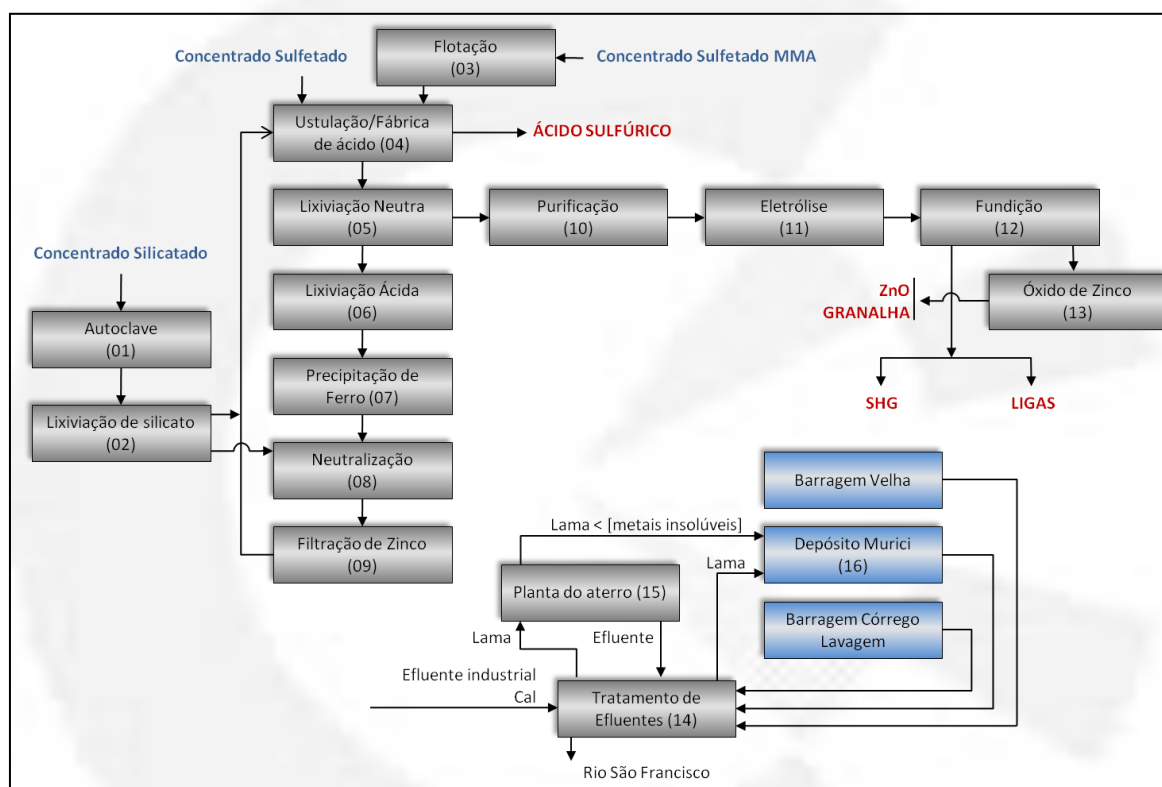 Flotação
(03)
Concentrado Sulfetado
Concentrado Sulfetado MMA
Ustulação/Fábrica
de ácido (04)
ÁCIDO SULFÚRICO
Lixiviação Neutra
(05)
Purificação
(10)
Eletrólise
(11)
Fundição
(12)
Concentrado Silicatado
Lixiviação Ácida
(06)
ZnO
GRANALHA
Óxido de Zinco
(13)
Autoclave
(01)
Precipitação de
Ferro (07)
SHG
LIGAS
Lixiviação de silicato
(02)
Neutralização
(08)
Barragem Velha
Filtração de Zinco
(09)
Lama < [metais insolúveis]
Depósito Murici
(16)
Lama
Planta do aterro (15)
Barragem Córrego
Lavagem
Lama
Efluente
Efluente industrial
Cal
Tratamento de
Efluentes (14)
Rio São Francisco